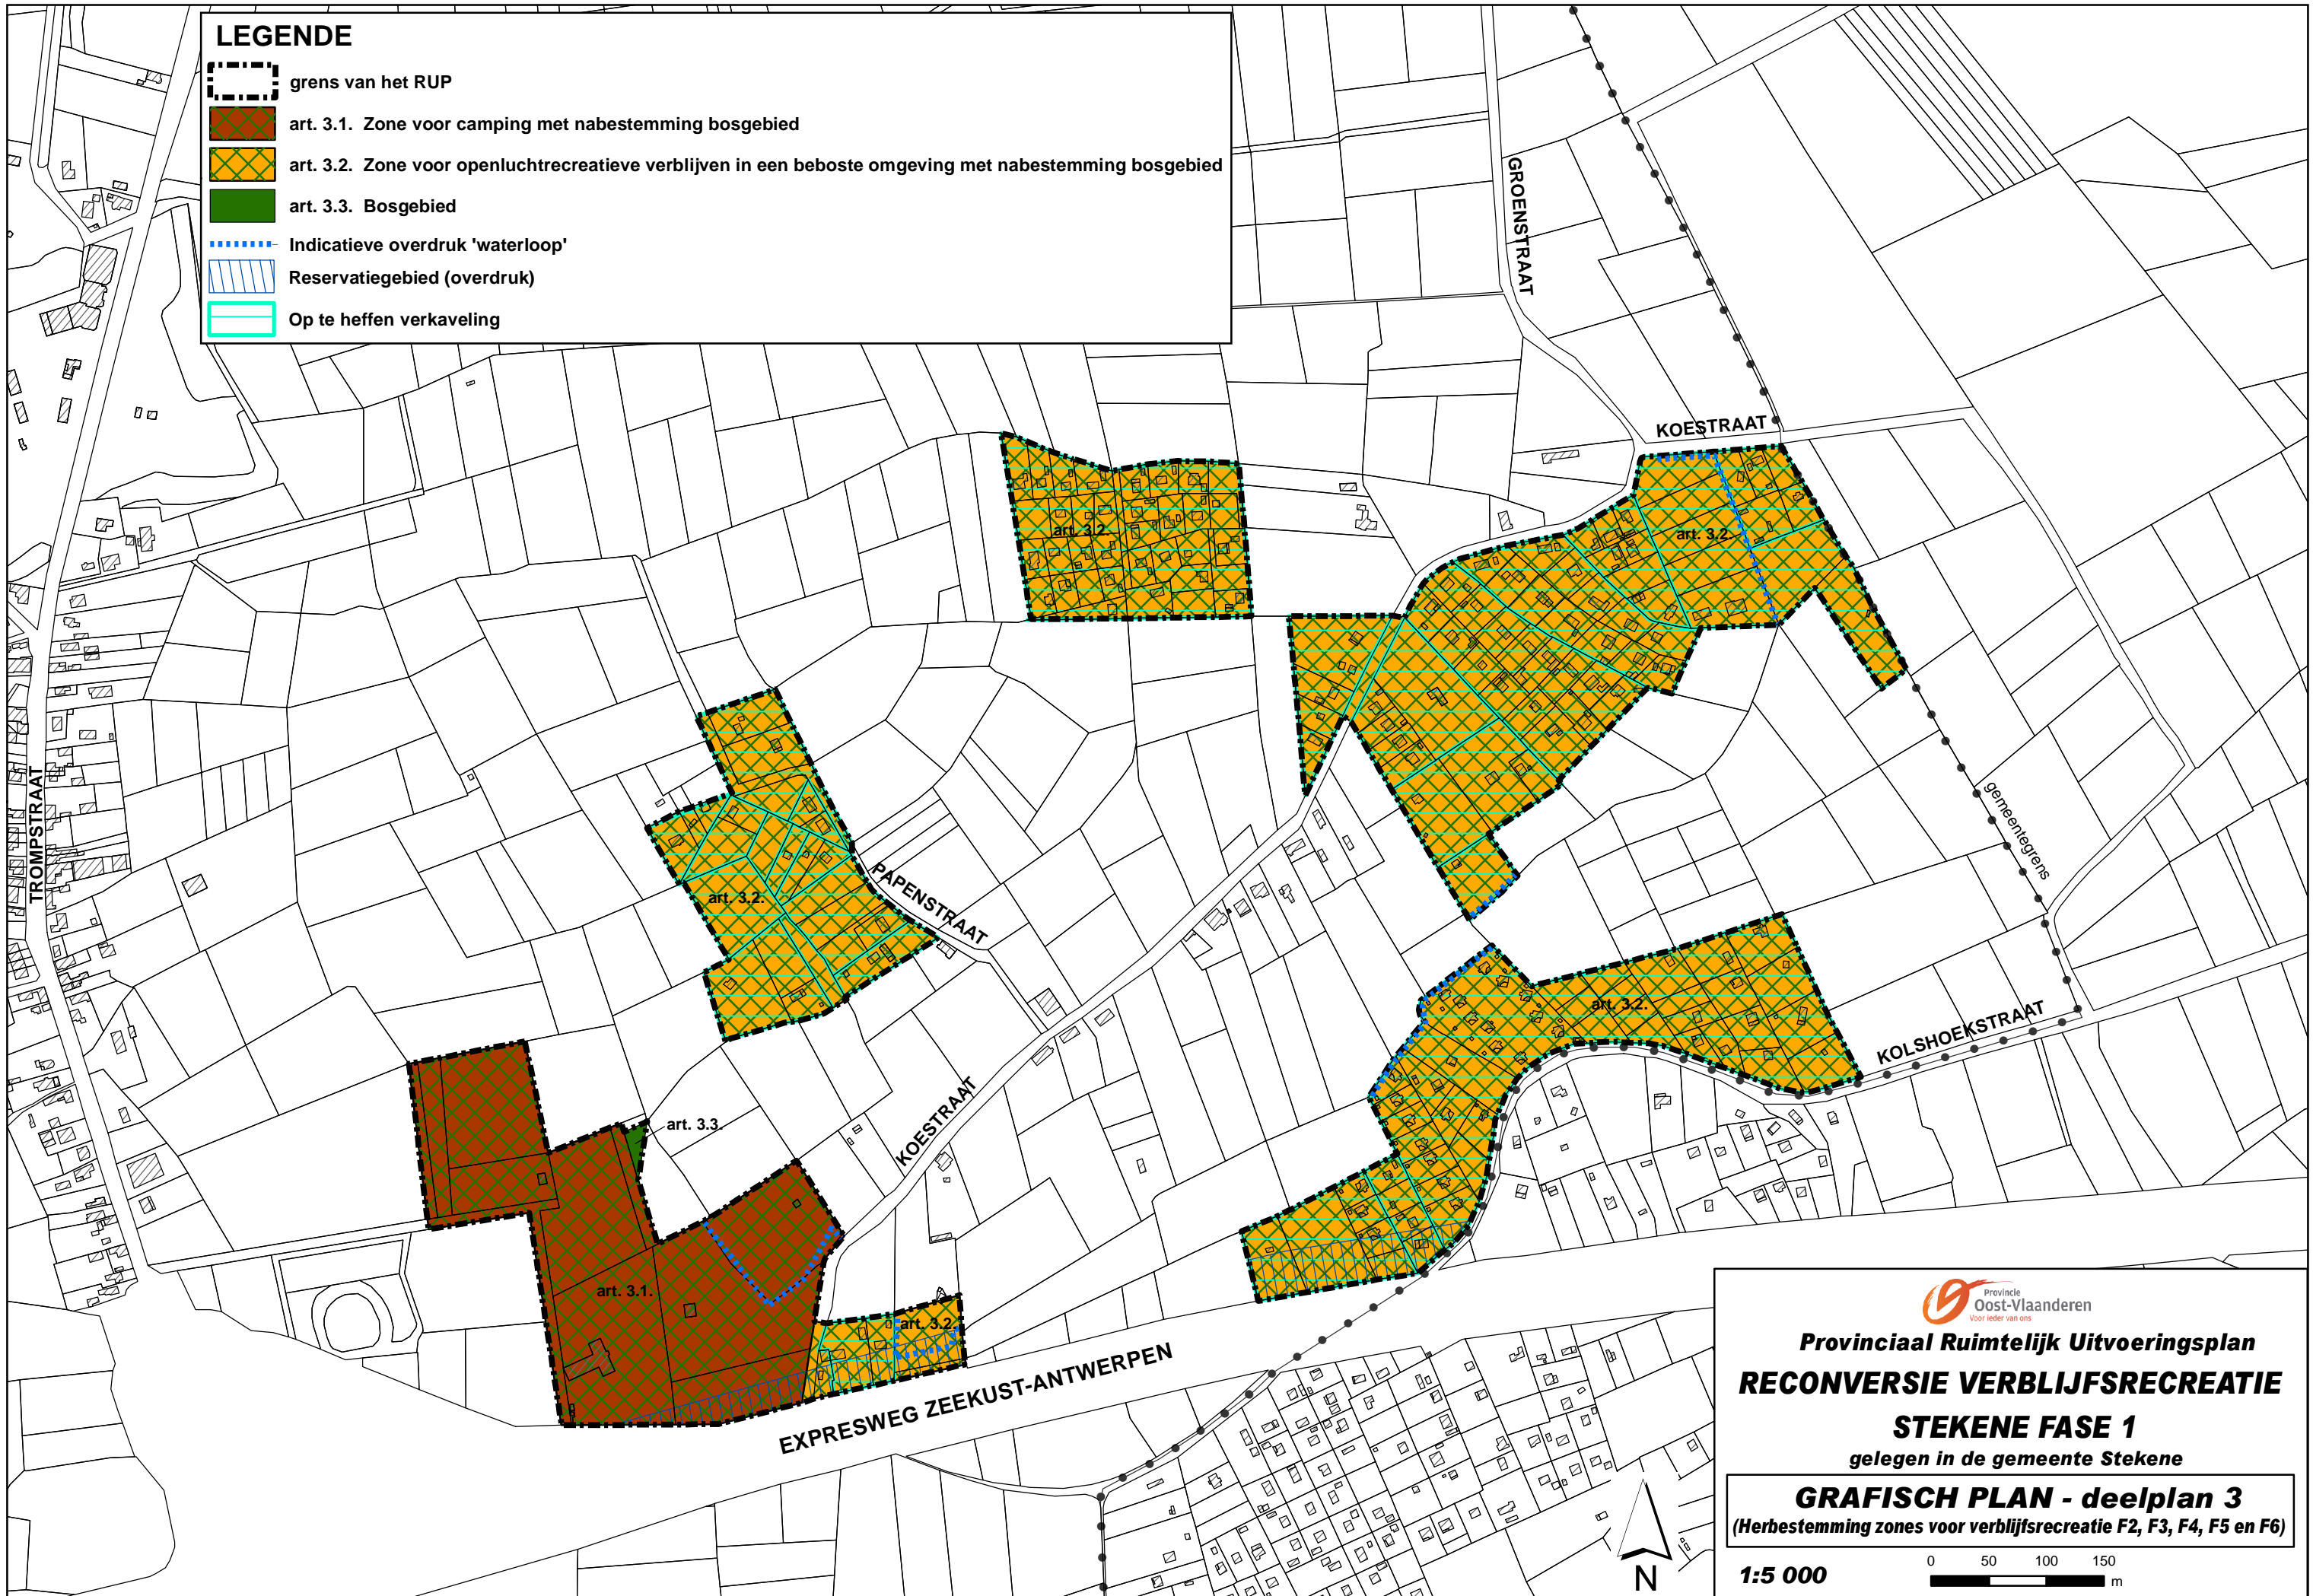 LEGENDE
grens van het RUP
art. 3.1. Zone voor camping met nabestemming bosgebied
art. 3.2. Zone voor openluchtrecreatieve verblijven in een beboste omgeving met nabestemming bosgebied
art. 3.3. Bosgebied
Indicatieve overdruk 'waterloop'
Reservatiegebied (overdruk)
Op te heffen verkaveling
GROENSTRAAT
KOESTRAAT
art. 3.2.
art. 3.2.
TROMPSTRAAT
gemeentegrens
PAPENSTRAAT
art. 3.2.
art. 3.2.
KOLSHOEKSTRAAT
KOESTRAAT
art. 3.3.
art. 3.1.
art. 3.2.
EXPRESWEG ZEEKUST-ANTWERPEN
Provincie
Oost-Vlaanderen
Voor ieder van ons
Provinciaal Ruimtelijk Uitvoeringsplan
RECONVERSIE VERBLIJFSRECREATIE
STEKENE FASE 1
gelegen in de gemeente Stekene
GRAFISCH PLAN - deelplan 3
(Herbestemming zones voor verblijfsrecreatie F2, F3, F4, F5 en F6)
N
1:5 000
0 50 100 150
m